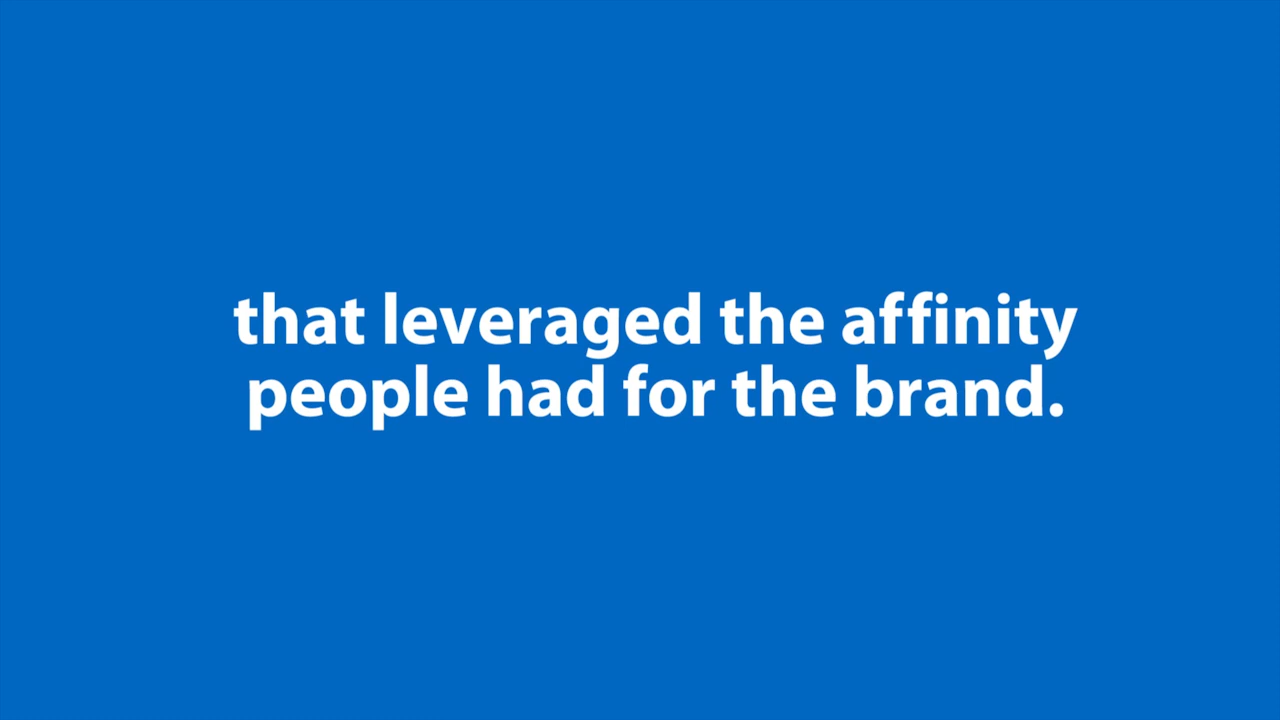 that leveraged the affinity
people had for the brand.